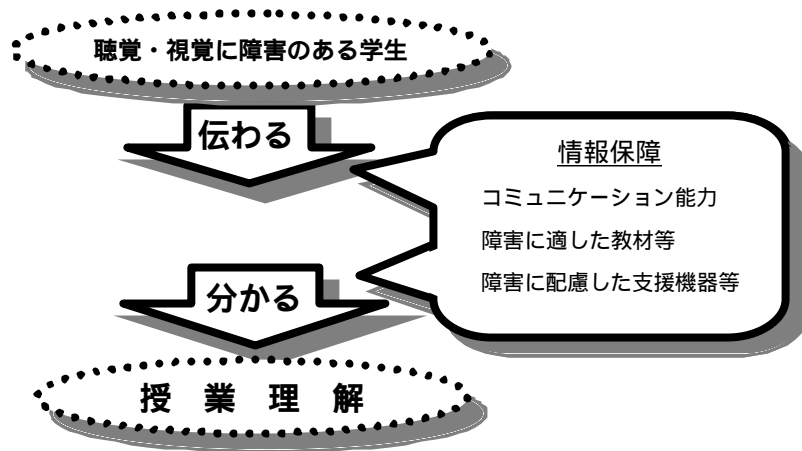 聴覚・視覚に障害のある学生
伝わる
情報保障
コミュニケーション能力
障害に適した教材等
障害に配慮した支援機器等
分かる
授業理解